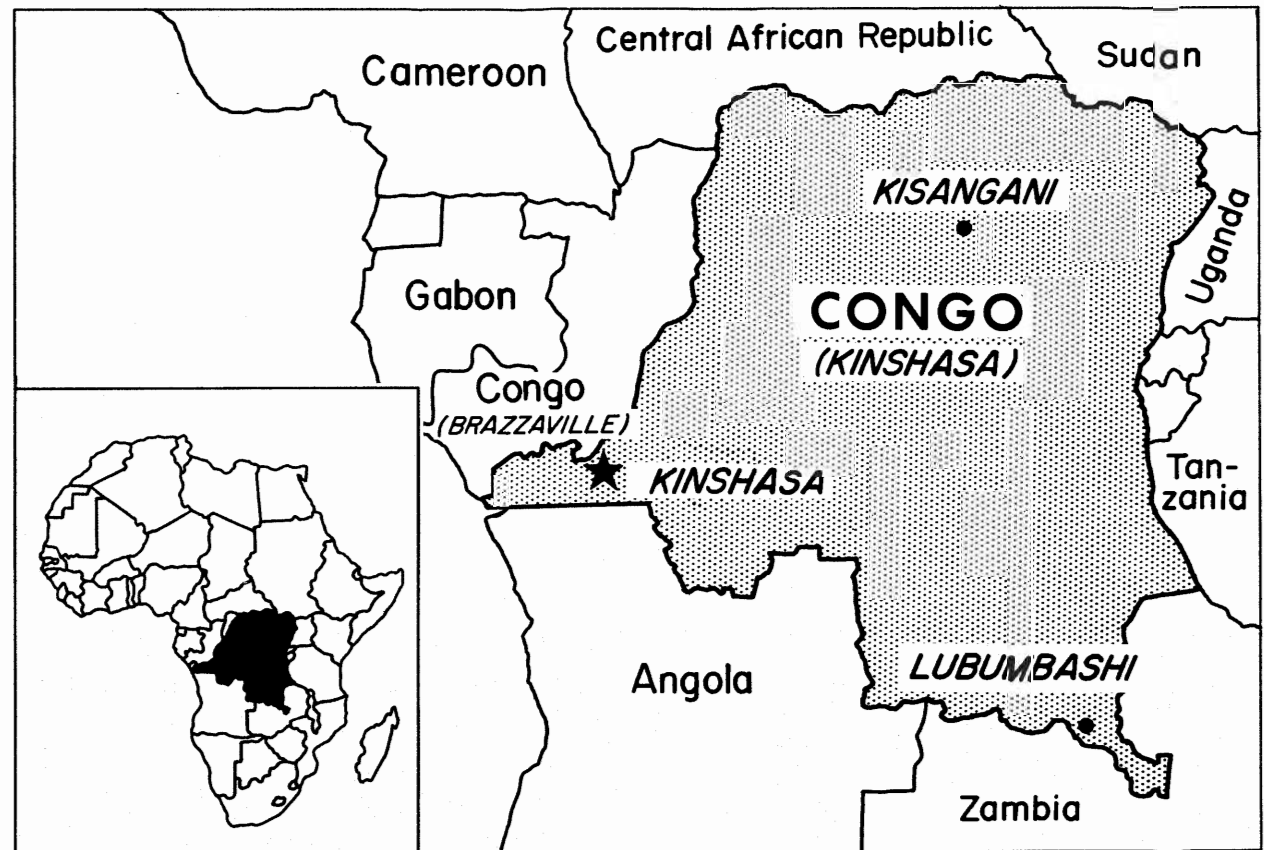 Central African Republic
Sudan
Cameroon
KISANGANI
Uganda
Gabon
CONGO
(KINSHASA)
Congo
(BRAZZAVILLE)
KINSHASA
Tan-
zania
LUBUMBASHI
Angola
Zambia